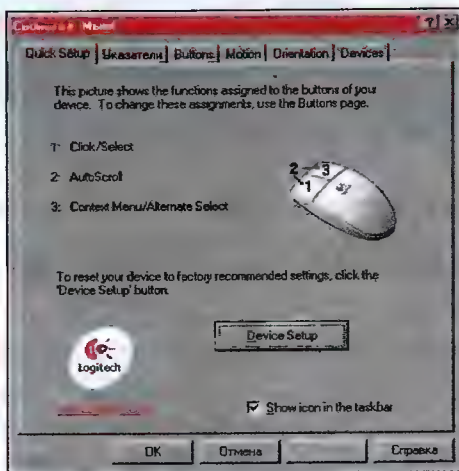 Свойства: Мышь
Quick Setup Указатели Buttons Motion Orientation Devices
This picture shows the functions assigned to the buttons of your
device. To change these assignments, use the Buttons page.
1: Click/Select
2: AutoScroll
3: Context Menu/Alternate Select
2 3
1
To reset your device to factory recommended settings, click the
'Device Setup' button.
Device Setup
Logitech
Show icon in the taskbar
OK Отмена Справка